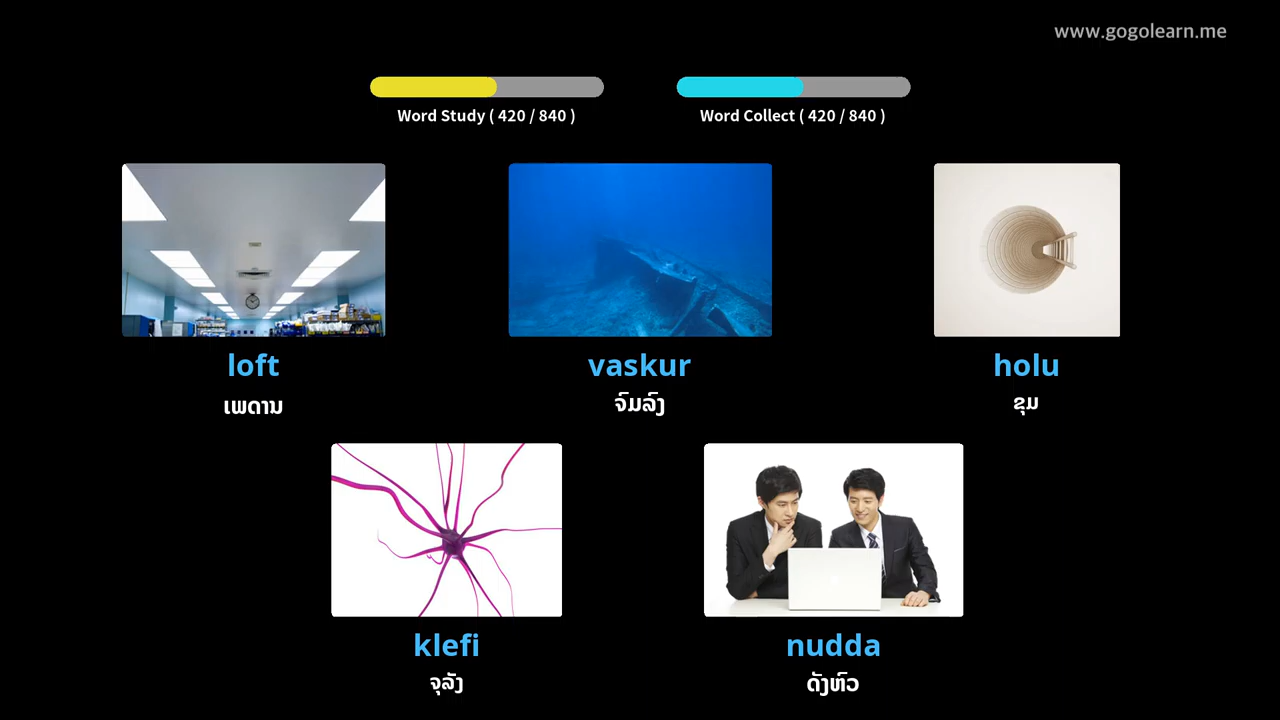 www.gogolearn.me
Word Study ( 420 / 840 )
Word Collect ( 420 / 840 )
loft
ເພດານ
vaskur
ຈົມລົງ
holu
ຂຸມ
klefi
ຈຸລັງ
nudda
ດັງຫົວ